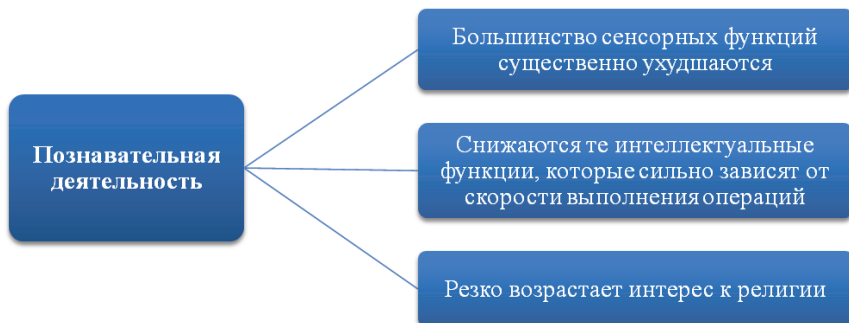 Познавательная
деятельность
Большинство сенсорных функций
существенно ухудшаются
Снижаются те интеллектуальные
функции, которые сильно зависят от
скорости выполнения операций
Резко возрастает интерес к религии